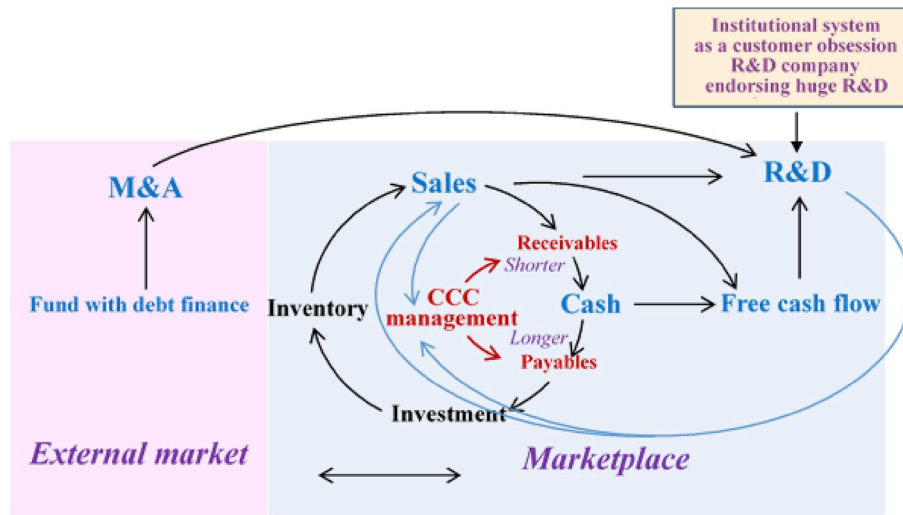 Institutional system
as a customer obsession
R&D company
endorsing huge R&D
M&A
Sales
R&D
Receivables
Shorter
Fund with debt finance
Inventory
CCC
management
Cash
Free cash flow
Longer
Payables
Investment
External market
Marketplace